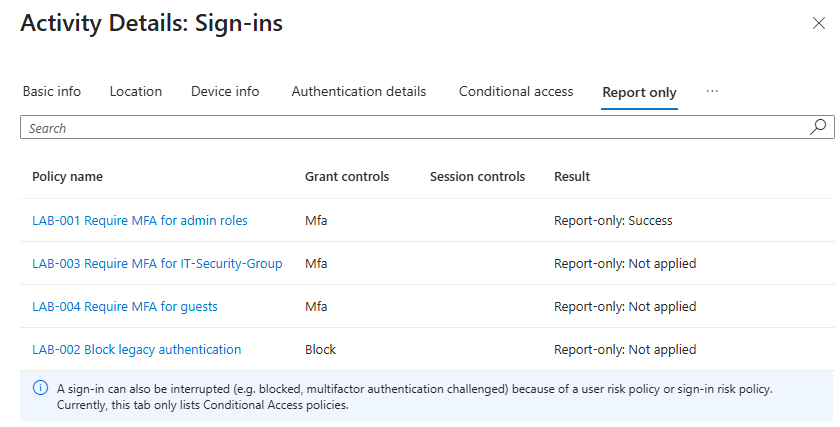 Activity Details: Sign-ins
Basic info Location Device info Authentication details Conditional access Report only ...
Search
Policy name Grant controls Session controls Result
LAB-001 Require MFA for admin roles Mfa Report-only: Success
LAB-003 Require MFA for IT-Security-Group Mfa Report-only: Not applied
LAB-004 Require MFA for guests Mfa Report-only: Not applied
LAB-002 Block legacy authentication Block Report-only: Not applied
A sign-in can also be interrupted (e.g. blocked, multifactor authentication challenged) because of a user risk policy or sign-in risk policy.
Currently, this tab only lists Conditional Access policies.